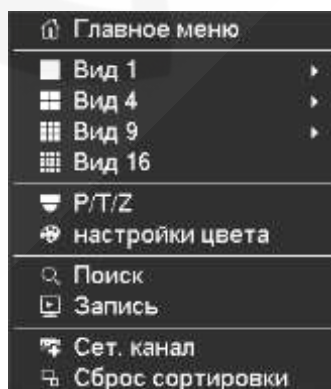 Главное меню
Вид 1
Вид 4
Вид 9
Вид 16
P/T/Z
настройки цвета
Поиск
Запись
Сет. канал
Сброс сортировки